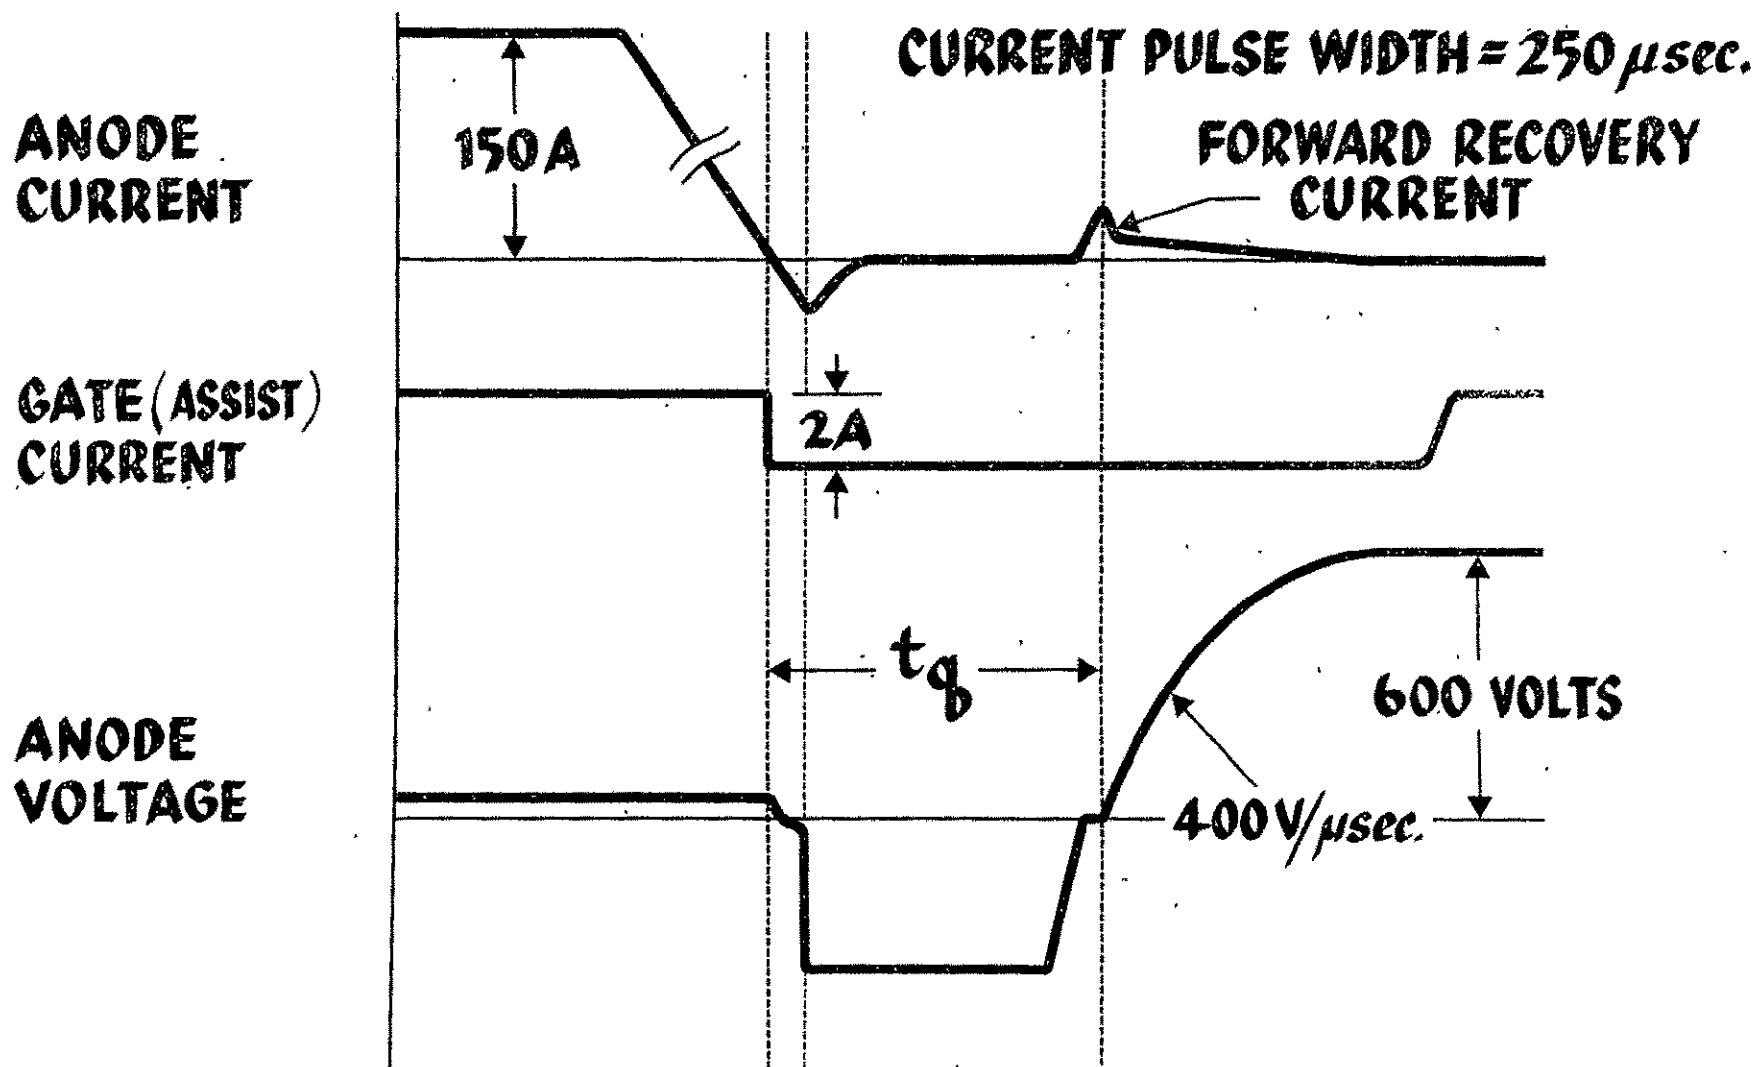 CURRENT PULSE WIDTH = 250 μsec.
ANODE
CURRENT
150A
FORWARD RECOVERY
CURRENT
GATE (ASSIST)
CURRENT
2A
tq
600 VOLTS
ANODE
VOLTAGE
400V/μsec.